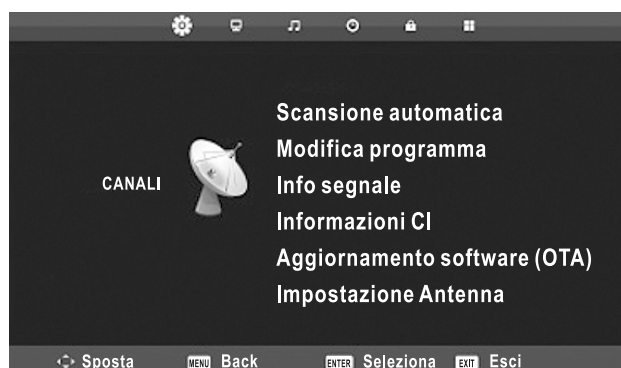 Scansione automatica
Modifica programma
CANALI
Info segnale
Informazioni CI
Aggiornamento software (OTA)
Impostazione Antenna
Sposta MENU Back ENTER Seleziona EXIT Esci